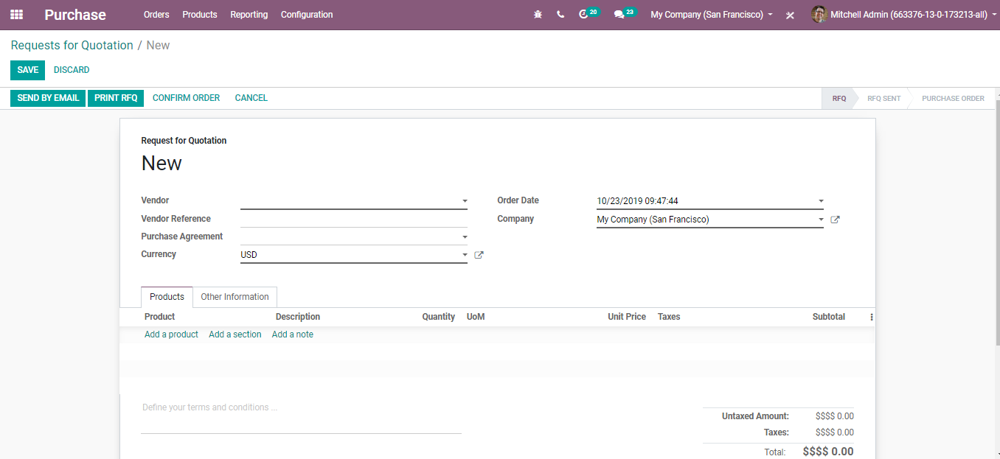 Purchase Orders Products Reporting Configuration 20 23 My Company (San Francisco) Mitchell Admin (663376-13-0-173213-all)
Requests for Quotation / New
SAVE DISCARD
SEND BY EMAIL PRINT RFQ CONFIRM ORDER CANCEL RFQ RFQ SENT PURCHASE ORDER
Request for Quotation
New
Vendor Order Date 10/23/2019 09:47:44
Vendor Reference Company My Company (San Francisco)
Purchase Agreement
Currency USD
Products Other Information
Product Description Quantity UoM Unit Price Taxes Subtotal
Add a product Add a section Add a note
Define your terms and conditions ...
Untaxed Amount: $$$$ 0.00
Taxes: $$$$ 0.00
Total: $$$$ 0.00